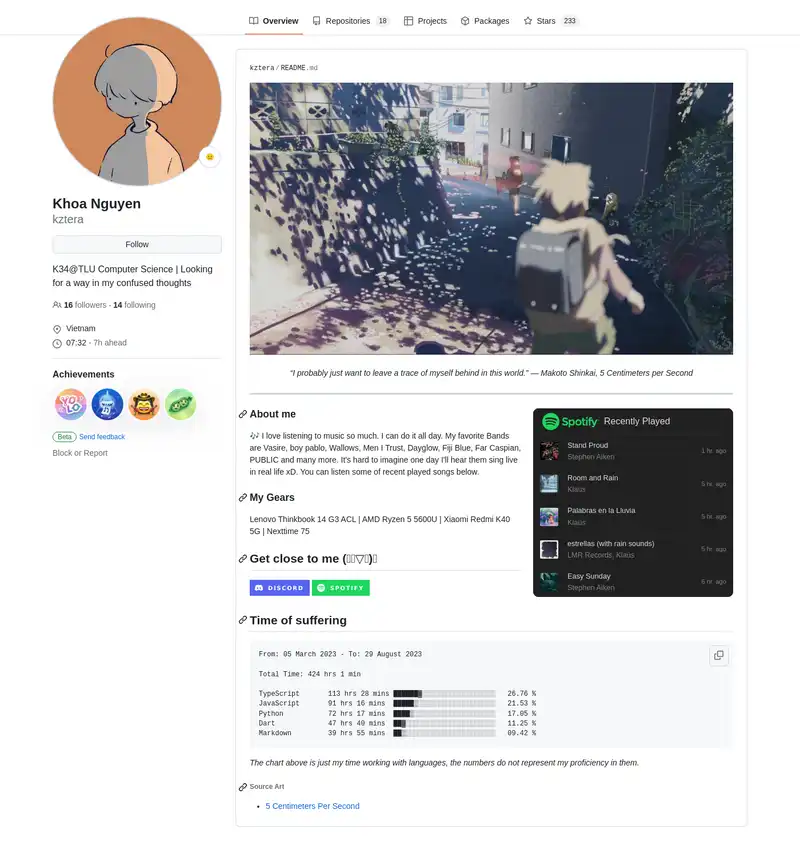 Overview
Repositories 18
Projects
Packages
Stars 233
Khoa Nguyen
kztera
Follow
K34@TLU Computer Science | Looking
for a way in my confused thoughts
16 followers · 14 following
Vietnam
07:32 - 7h ahead
Achievements
Beta Send feedback
Block or Report
kztera/README.md
“I probably just want to leave a trace of myself behind in this world.” — Makoto Shinkai, 5 Centimeters per Second
About me
🎶 I love listening to music so much. I can do it all day. My favorite Bands
are Vasire, boy pablo, Wallows, Men I Trust, Dayglow, Fiji Blue, Far Caspian,
PUBLIC and many more. It's hard to imagine one day I'll hear them sing live
in real life xD. You can listen some of recent played songs below.
My Gears
Lenovo Thinkbook 14 G3 ACL | AMD Ryzen 5 5600U | Xiaomi Redmi K40
5G | Nexttime 75
Get close to me (▯▯▽▯)▯
DISCORD SPOTIFY
Spotify Recently Played
Stand Proud
Stephen Aiken
1 hr. ago
Room and Rain
Klaus
5 hr. ago
Palabras en la Lluvia
Klaus
5 hr. ago
estrellas (with rain sounds)
LMR Records, Klaus
5 hr. ago
Easy Sunday
Stephen Aiken
6 hr. ago
Time of suffering
From: 05 March 2023 - To: 29 August 2023
Total Time: 424 hrs 1 min
TypeScript 113 hrs 28 mins 26.76 %
JavaScript 91 hrs 16 mins 21.53 %
Python 72 hrs 17 mins 17.05 %
Dart 47 hrs 40 mins 11.25 %
Markdown 39 hrs 55 mins 09.42 %
The chart above is just my time working with languages, the numbers do not represent my proficiency in them.
Source Art
5 Centimeters Per Second